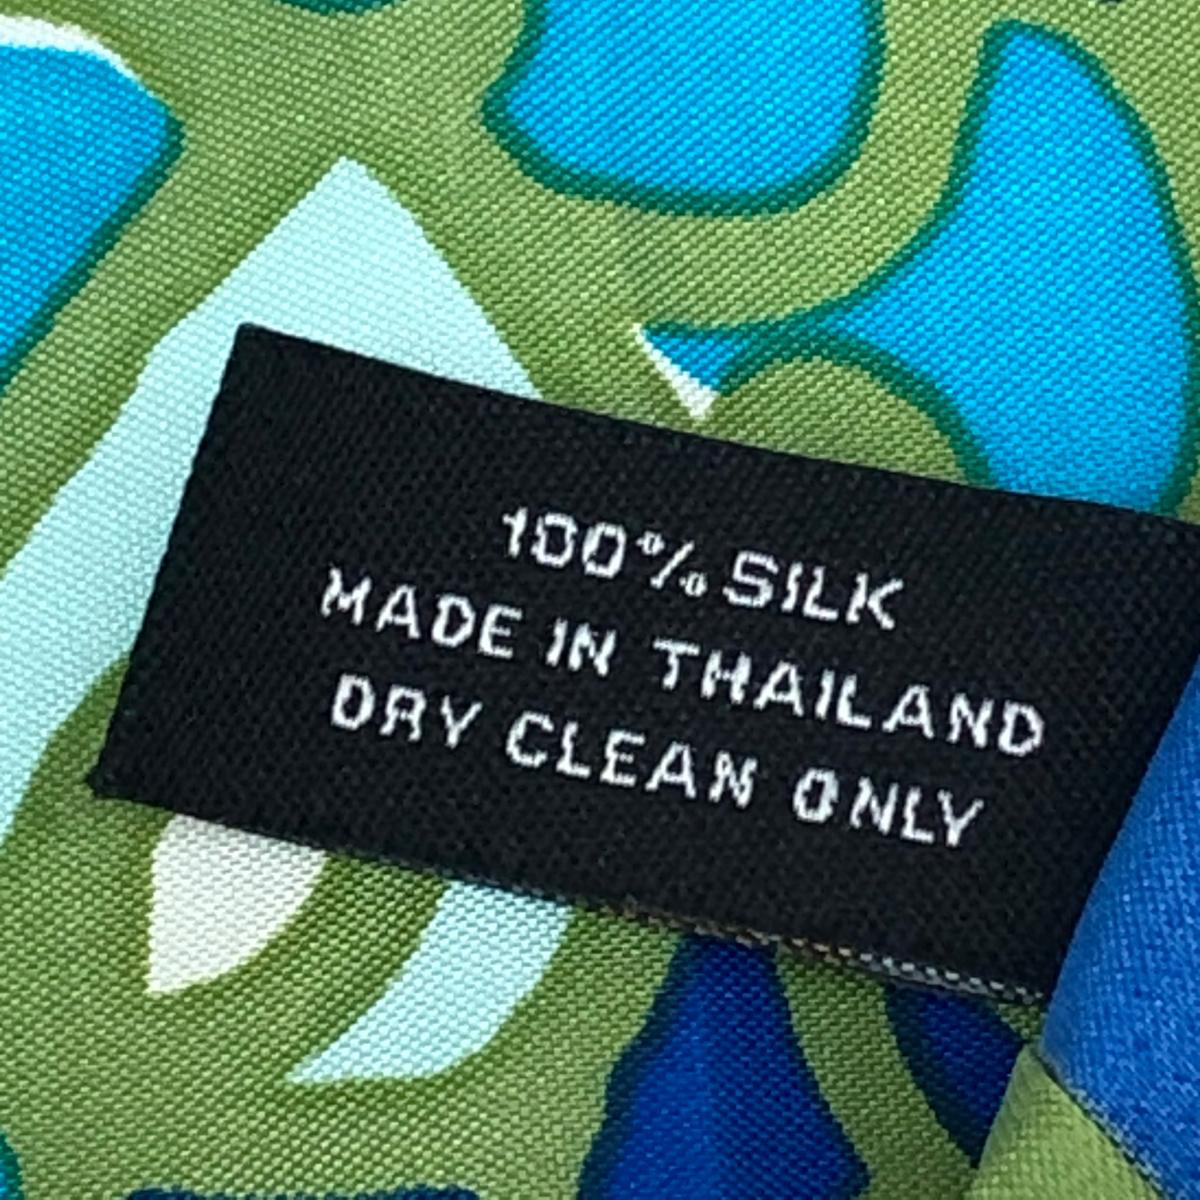 100% SILK
MADE IN THAILAND
DRY CLEAN ONLY